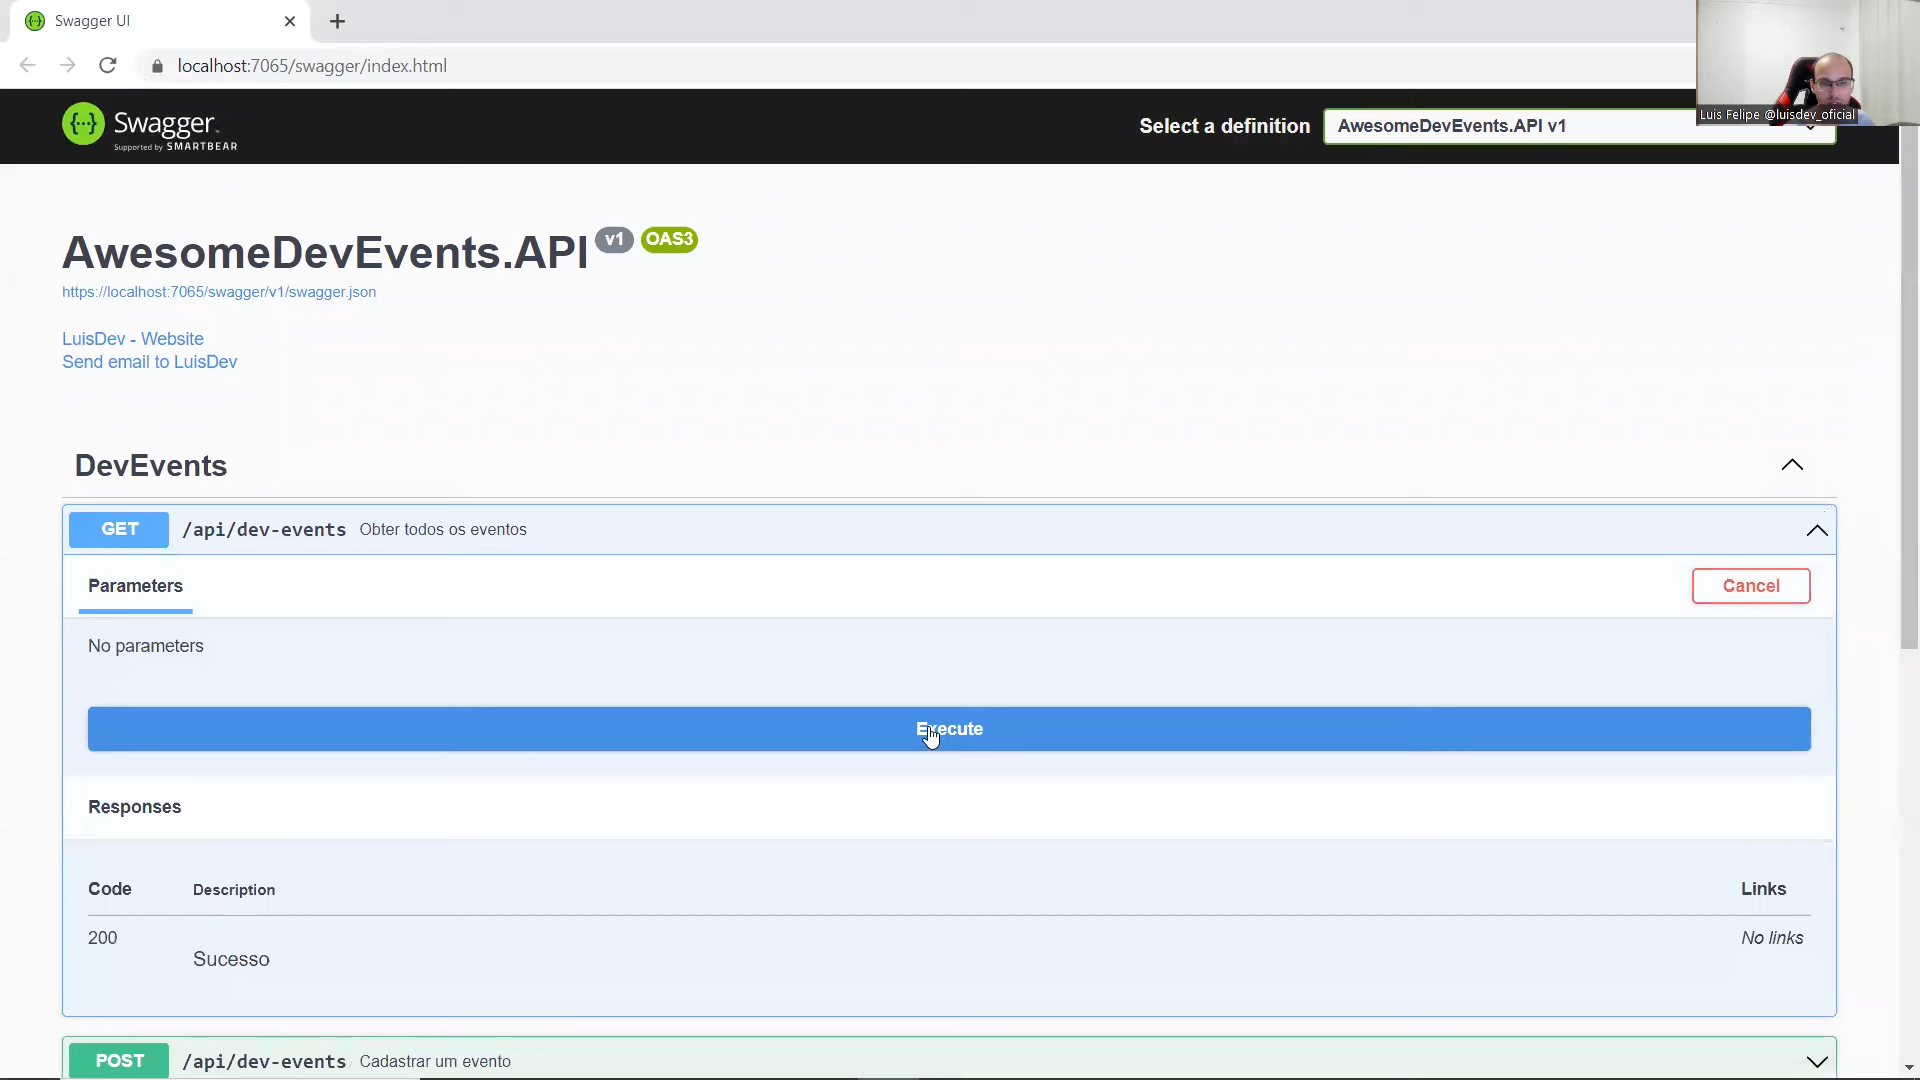 Swagger UI
localhost:7065/swagger/index.html
Luis Felipe @luisdev_oficial
Swagger
Supported by SMARTBEAR
Select a definition
AwesomeDevEvents.API v1
AwesomeDevEvents.API v1 OAS3
https://localhost:7065/swagger/v1/swagger.json
LuisDev - Website
Send email to LuisDev
DevEvents
GET /api/dev-events Obter todos os eventos
Parameters
Cancel
No parameters
Execute
Responses
Code Description Links
200 No links
Sucesso
POST /api/dev-events Cadastrar um evento